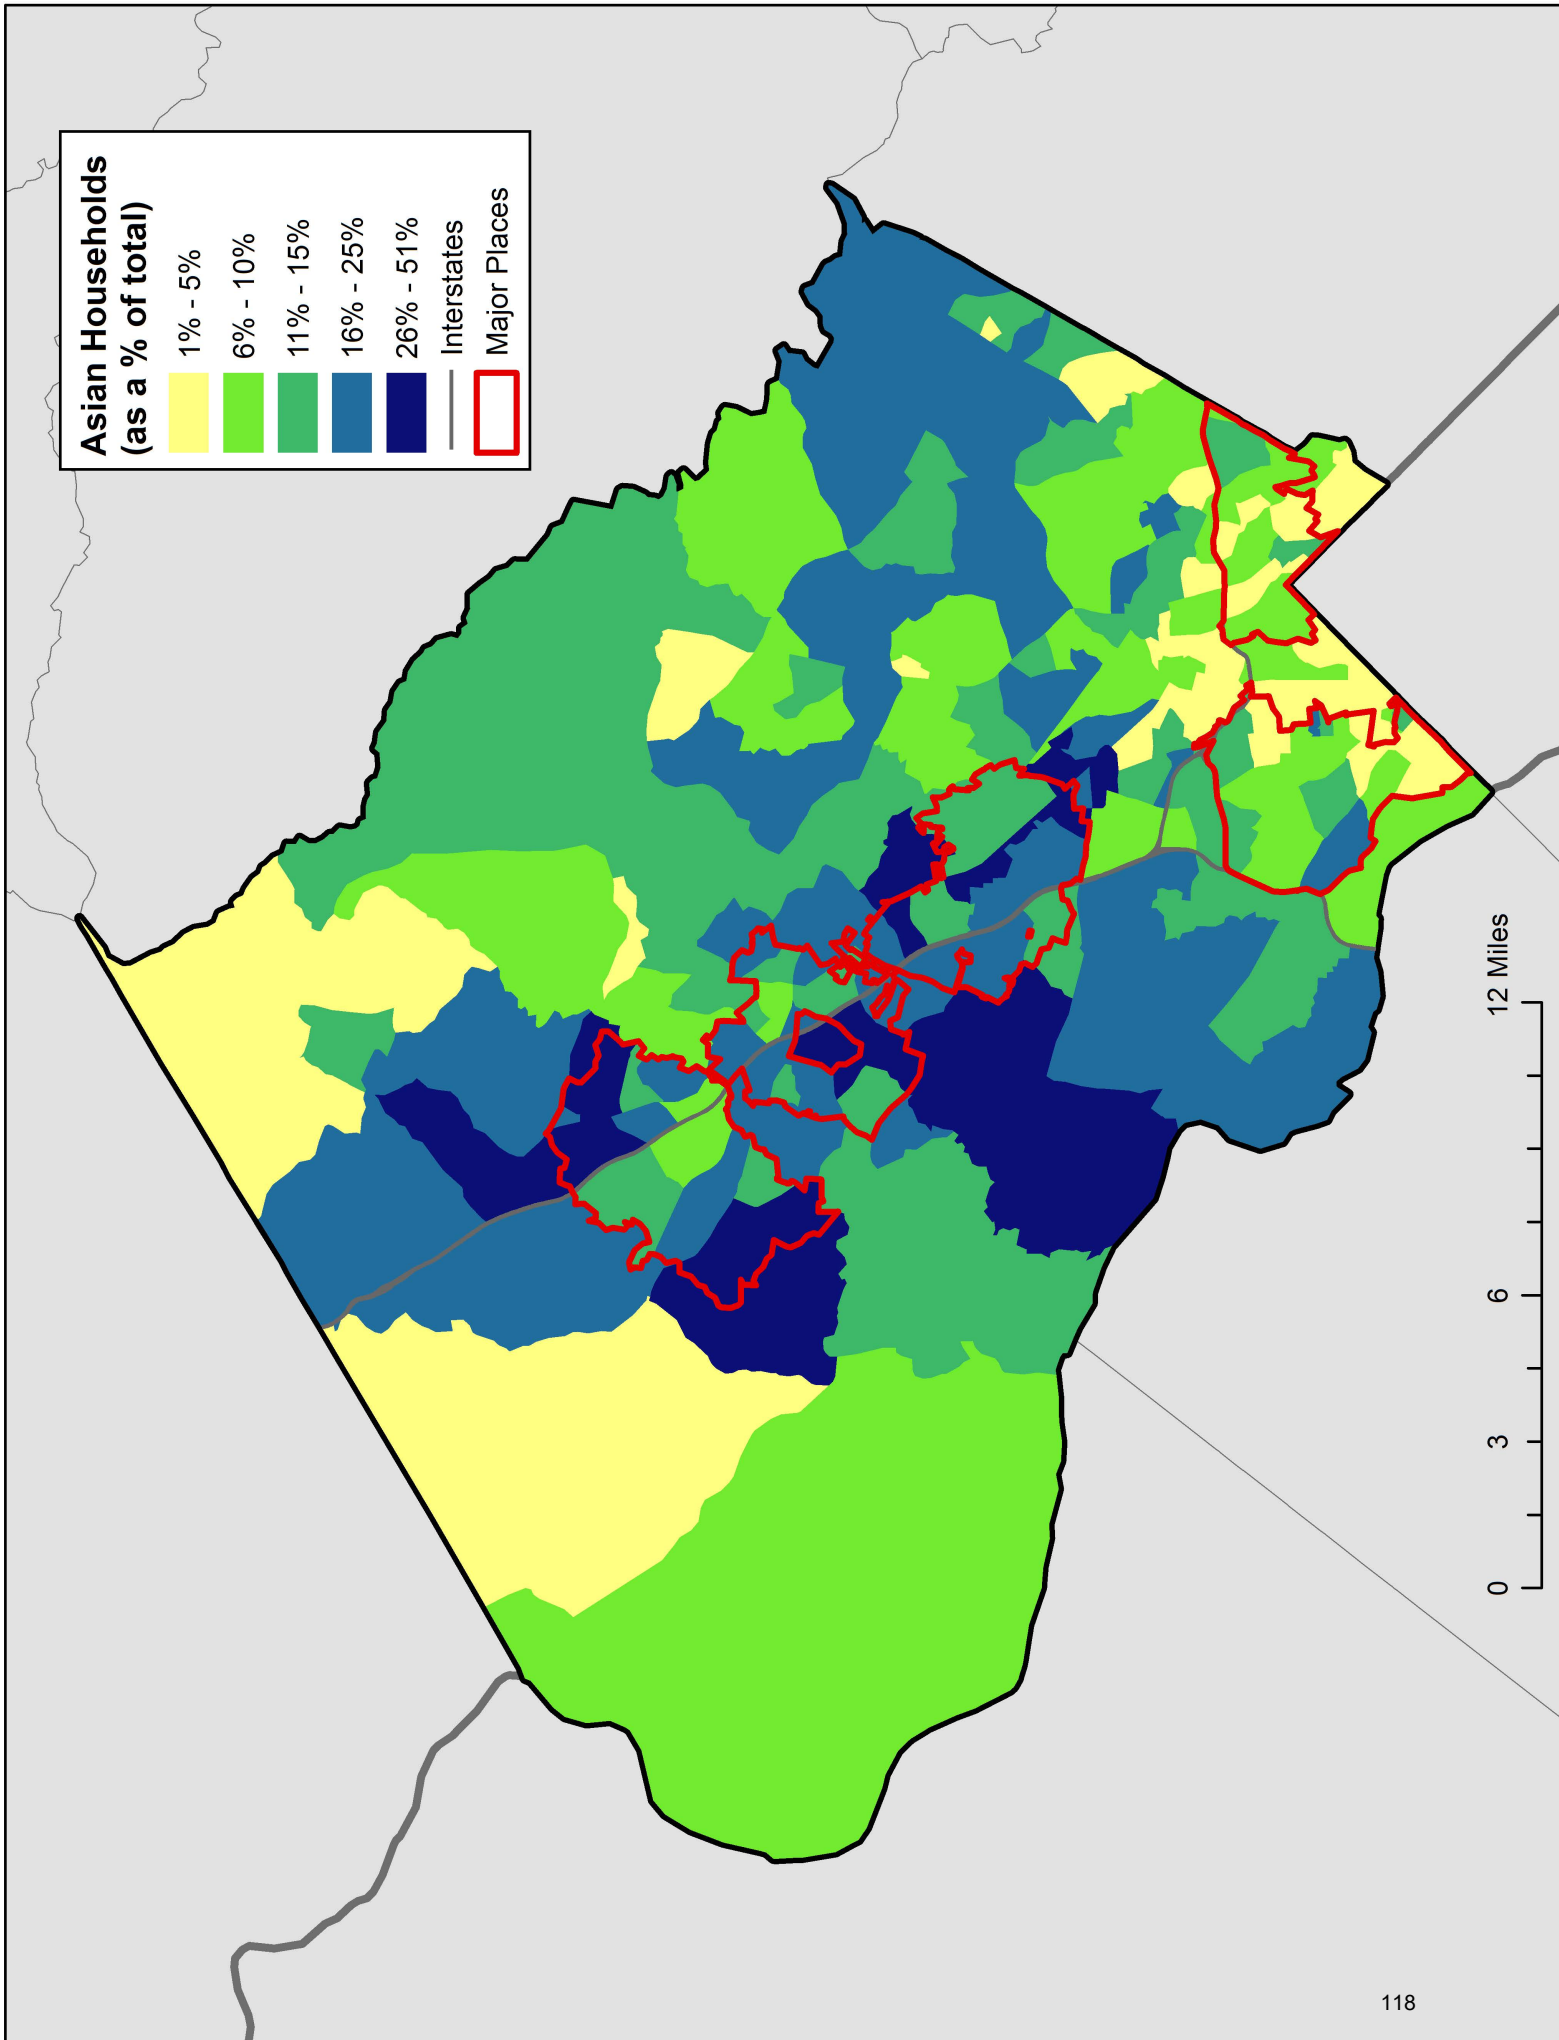 Asian Households
(as a % of total)
1% - 5%
6% - 10%
11% - 15%
16% - 25%
26% - 51%
Interstates
Major Places
0 3 6 12 Miles
118